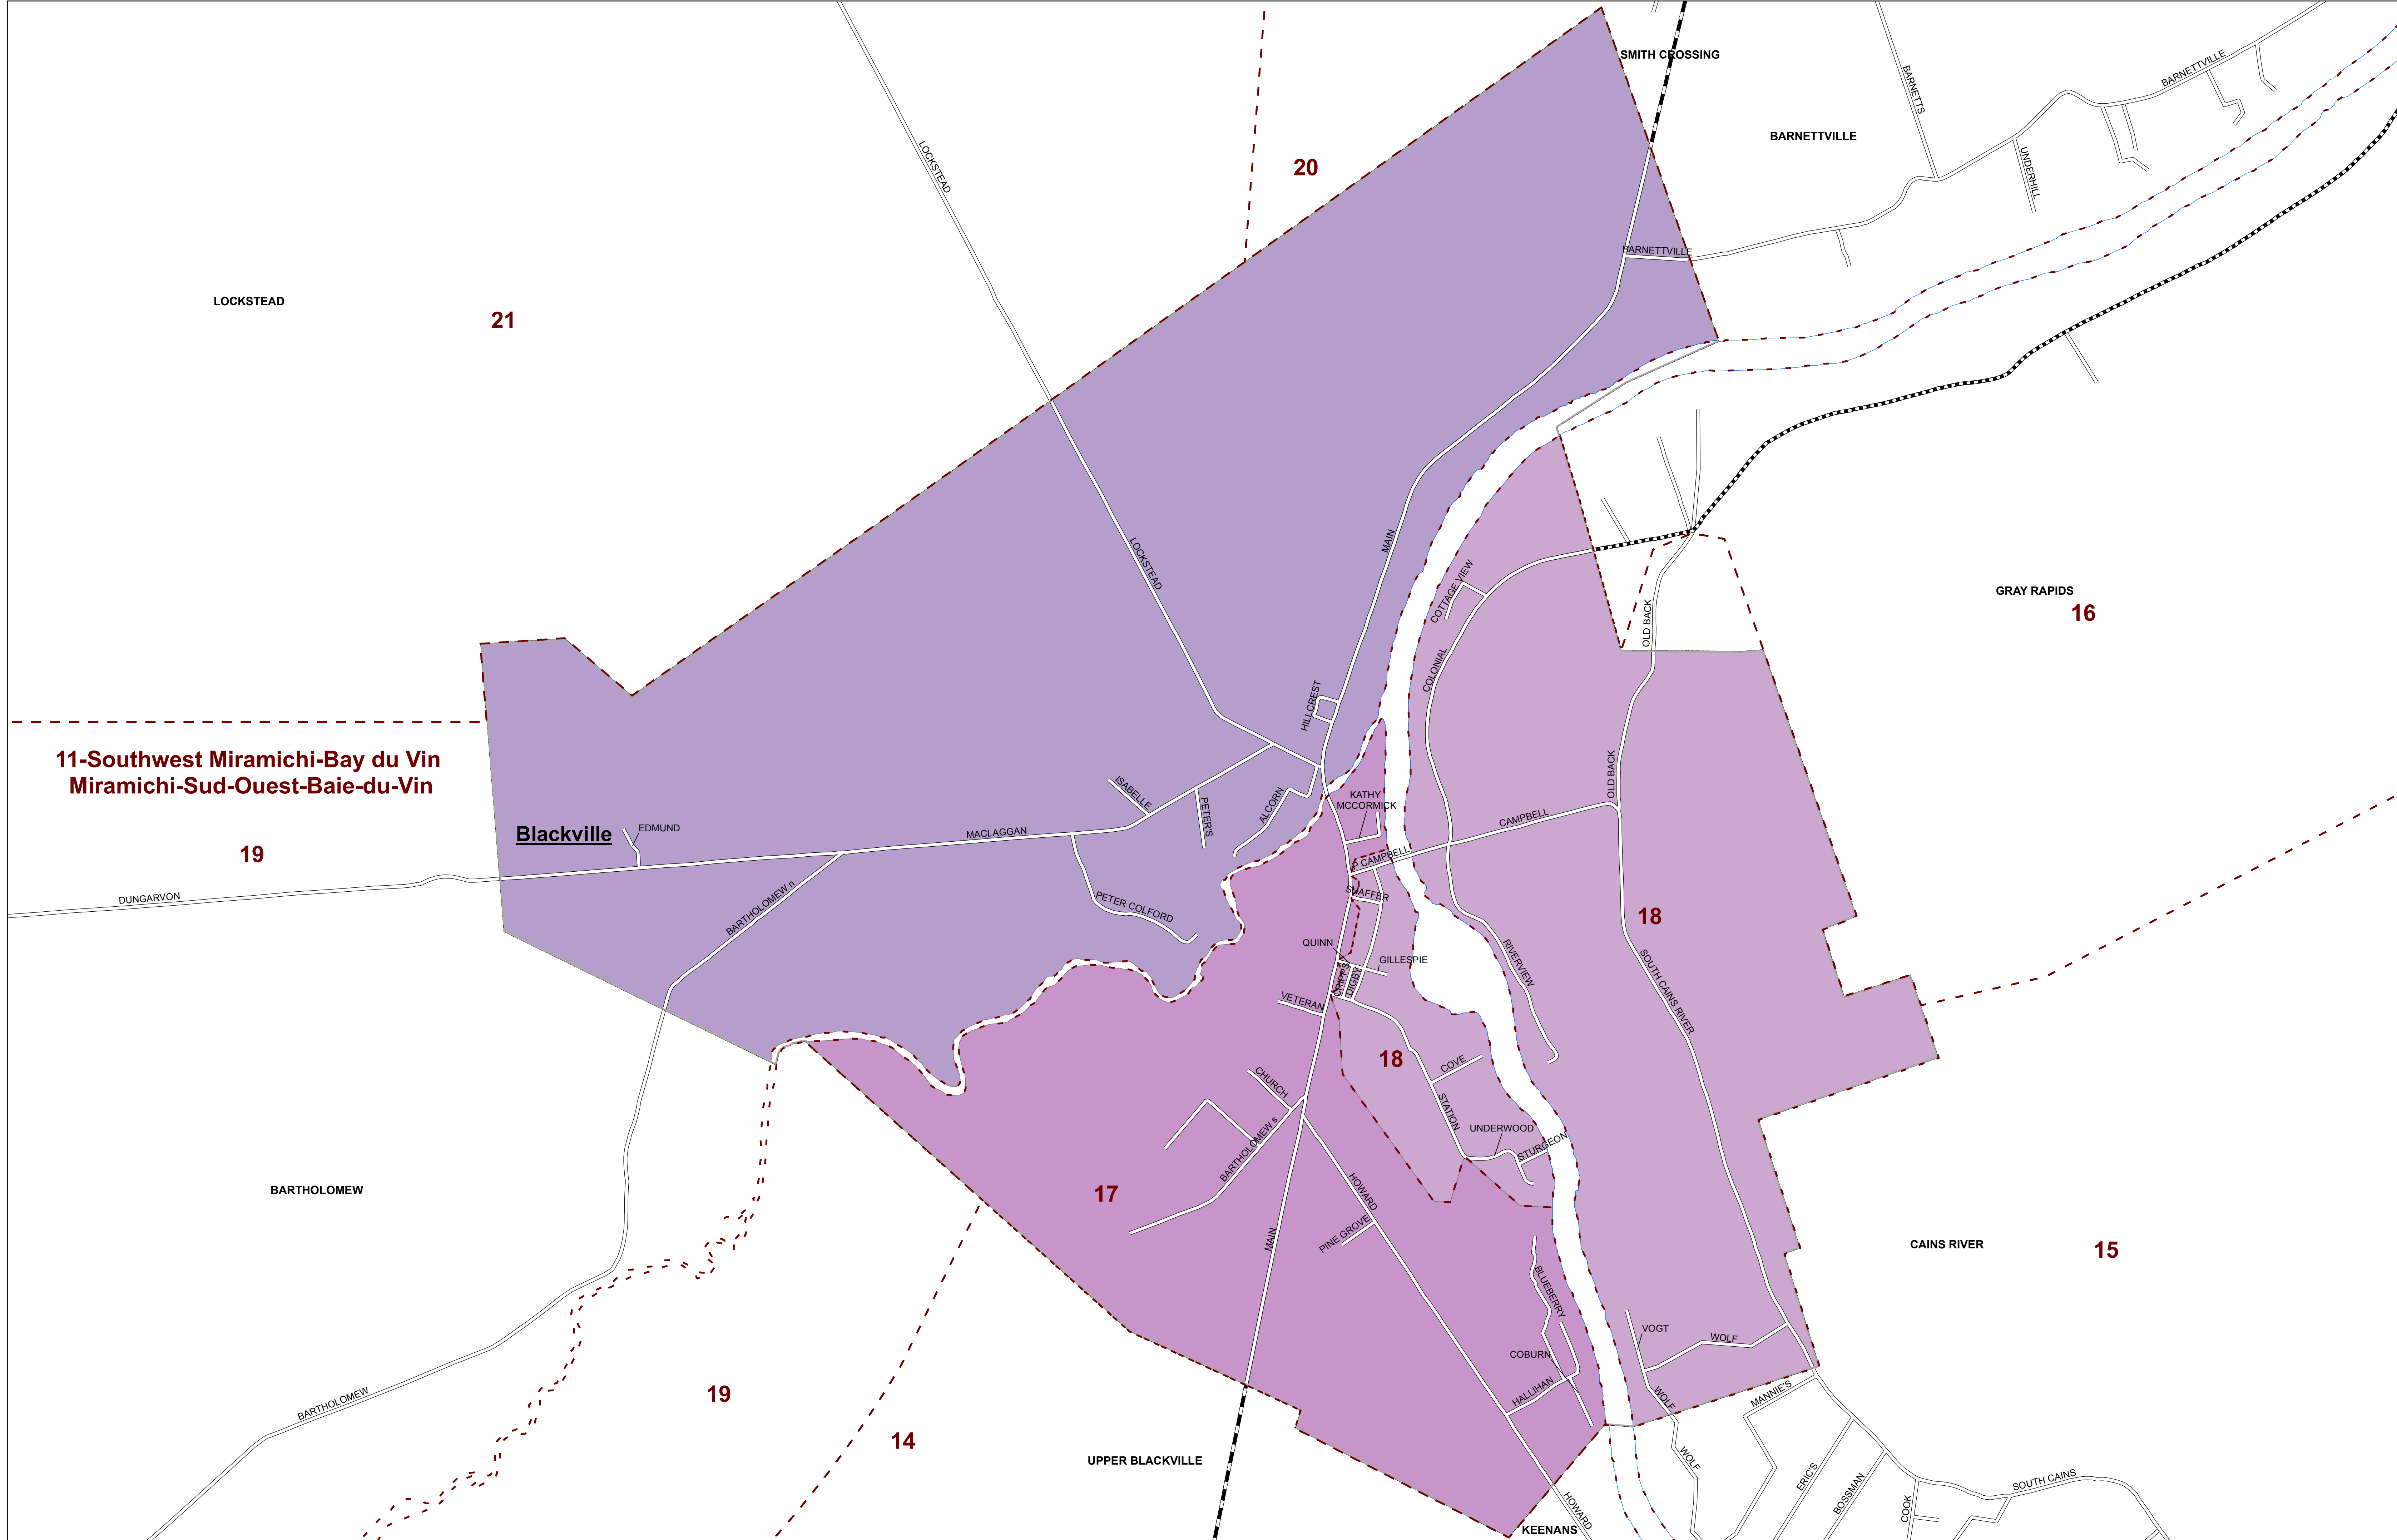 SMITH CROSSING
BARNETTS
BARNETTVILLE
BARNETTVILLE
UNDERHILL
LOCKSTEAD
20
BARNETTVILLE
LOCKSTEAD
21
LOCKSTEAD
MAIN
COTTAGE VIEW
OLD BACK
GRAY RAPIDS
16
COLONIAL
HILLCREST
11-Southwest Miramichi-Bay du Vin
Miramichi-Sud-Ouest-Baie-du-Vin
OLD BACK
ISABELLE
PETER'S
ALCORN
KATHY
MCCORMICK
CAMPBELL
Blackville
EDMUND
MACLAGGAN
19
CAMPBELL
DUNGARVON
BARTHOLOMEW n
PETER COLFORD
SHAFFER
18
QUINN
GILLESPIE
CRIPPS
DIGBY
RIVERVIEW
SOUTH CAINS RIVER
VETERAN
18
COVE
CHURCH
STATION
UNDERWOOD
STURGEON
BARTHOLOMEW s
BARTHOLOMEW
17
HOWARD
PINE GROVE
MAIN
CAINS RIVER
15
BLUEBERRY
VOGT
WOLF
COBURN
HALLIHAN
WOLF
MANNIE'S
BARTHOLOMEW
19
14
UPPER BLACKVILLE
WOLF
ERIC'S
BOSSMAN
SOUTH CAINS
COOK
HOWARD
KEENANS